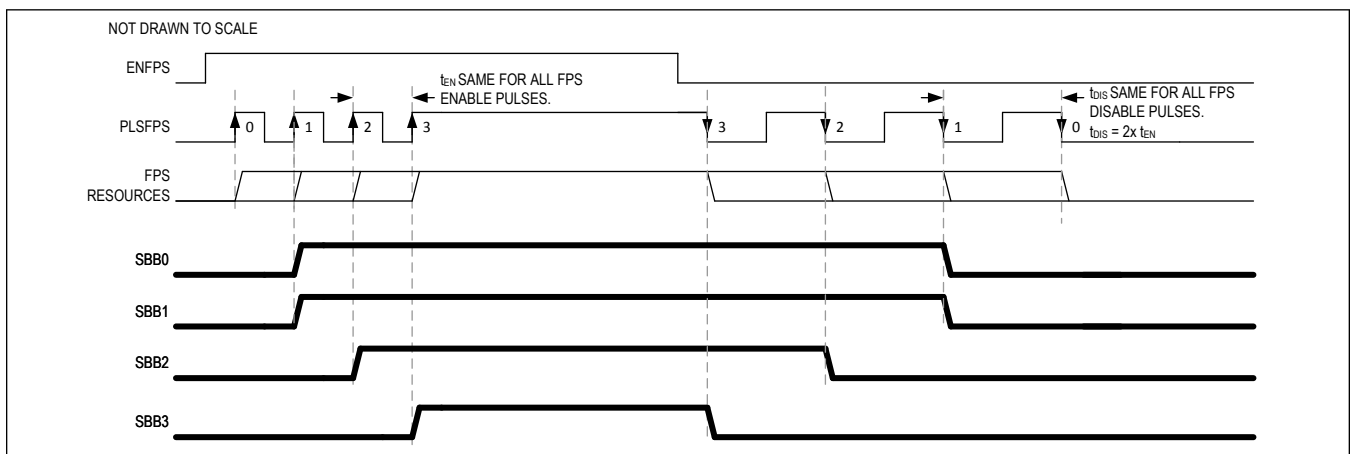 NOT DRAWN TO SCALE
ENFPS
tEN SAME FOR ALL FPS
ENABLE PULSES.
tDIS SAME FOR ALL FPS
DISABLE PULSES.
tDIS = 2x tEN
PLSFPS
0 1 2 3 3 2 1 0
FPS
RESOURCES
SBB0
SBB1
SBB2
SBB3